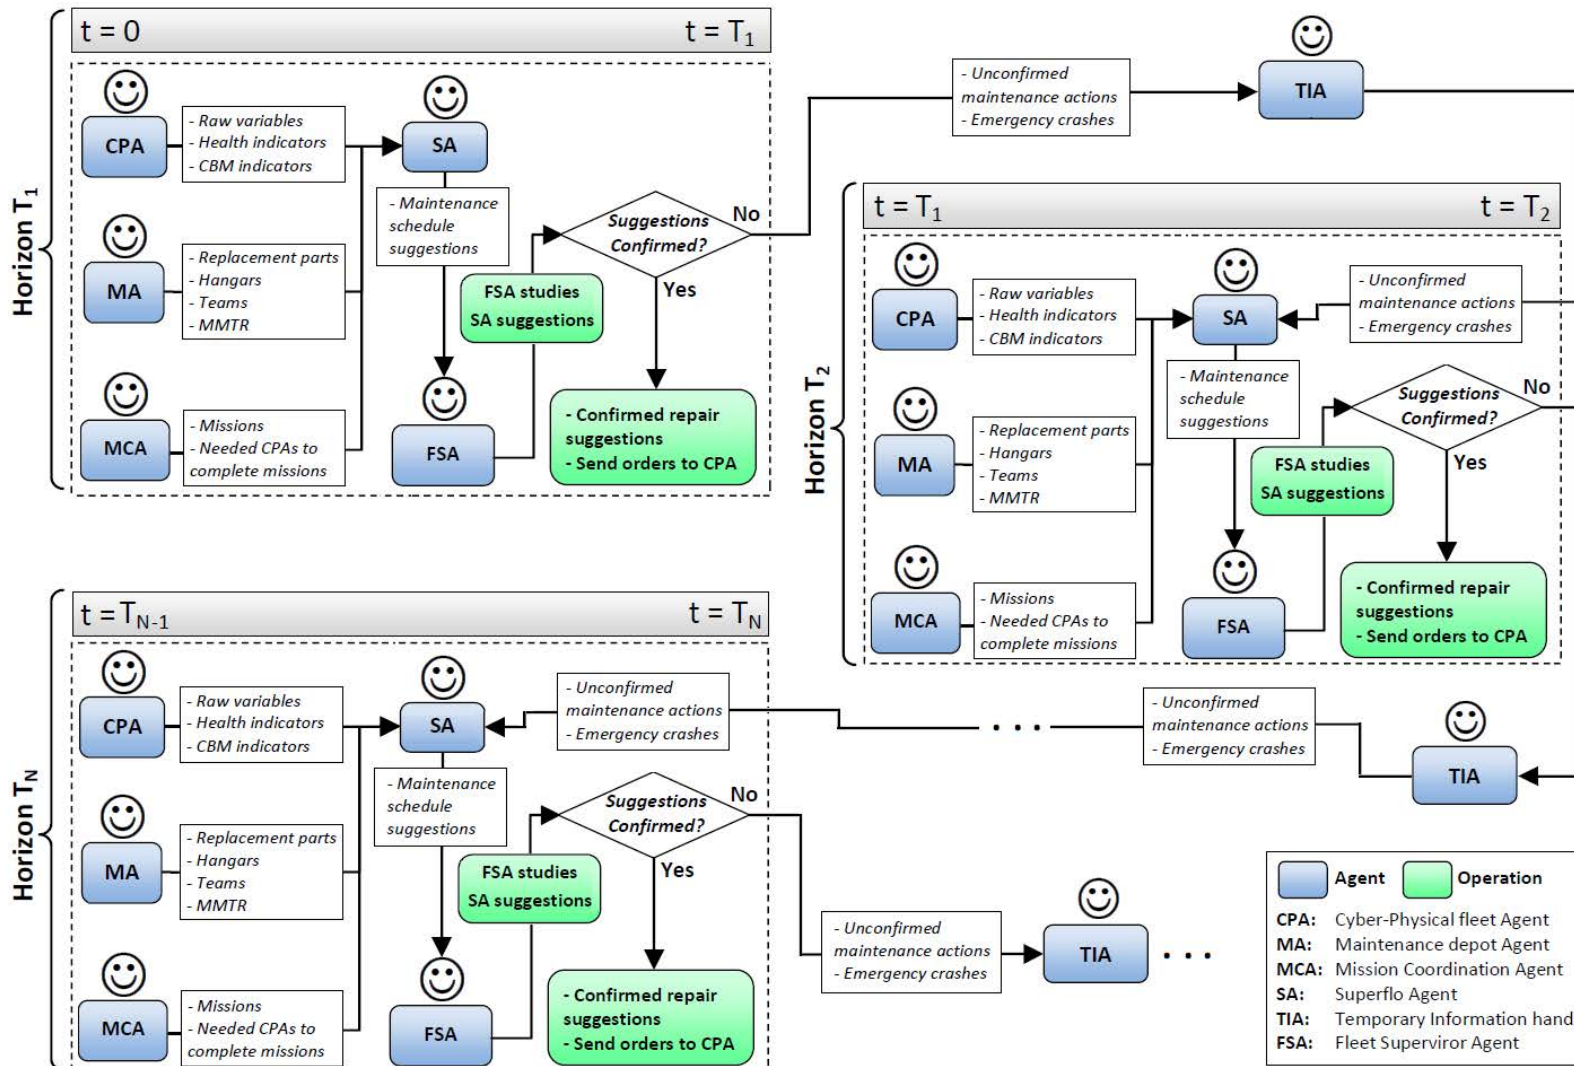 t = 0 t = T1
Horizon T1
CPA
- Raw variables
- Health indicators
- CBM indicators
SA
- Maintenance
schedule
suggestions
MA
- Replacement parts
- Hangars
- Teams
- MMTR
FSA studies
SA suggestions
Suggestions
Confirmed?
No
Yes
MCA
- Missions
- Needed CPAs to
complete missions
FSA
- Confirmed repair
suggestions
- Send orders to CPA
- Unconfirmed
maintenance actions
- Emergency crashes
TIA
t = T1 t = T2
Horizon T2
CPA
- Raw variables
- Health indicators
- CBM indicators
SA
- Unconfirmed
maintenance actions
- Emergency crashes
- Maintenance
schedule
suggestions
MA
- Replacement parts
- Hangars
- Teams
- MMTR
FSA studies
SA suggestions
Suggestions
Confirmed?
No
Yes
MCA
- Missions
- Needed CPAs to
complete missions
FSA
- Confirmed repair
suggestions
- Send orders to CPA
t = TN-1 t = TN
Horizon TN
CPA
- Raw variables
- Health indicators
- CBM indicators
SA
- Unconfirmed
maintenance actions
- Emergency crashes
. . .
- Unconfirmed
maintenance actions
- Emergency crashes
TIA
- Maintenance
schedule
suggestions
MA
- Replacement parts
- Hangars
- Teams
- MMTR
FSA studies
SA suggestions
Suggestions
Confirmed?
No
Yes
MCA
- Missions
- Needed CPAs to
complete missions
FSA
- Confirmed repair
suggestions
- Send orders to CPA
- Unconfirmed
maintenance actions
- Emergency crashes
TIA
. . .
Agent Operation
CPA: Cyber-Physical fleet Agent
MA: Maintenance depot Agent
MCA: Mission Coordination Agent
SA: Superflo Agent
TIA: Temporary Information hand
FSA: Fleet Superviror Agent